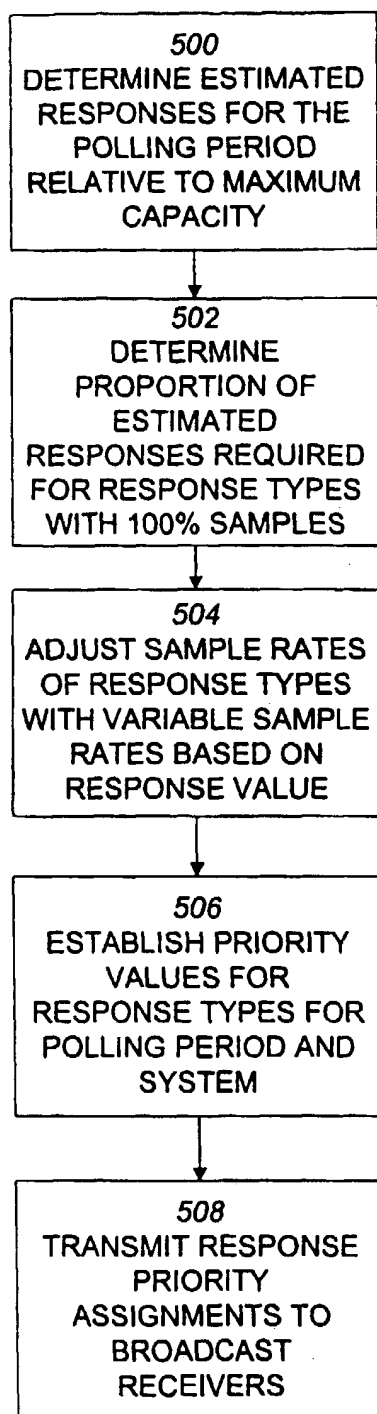 500
DETERMINE ESTIMATED
RESPONSES FOR THE
POLLING PERIOD
RELATIVE TO MAXIMUM
CAPACITY
502
DETERMINE
PROPORTION OF
ESTIMATED
RESPONSES REQUIRED
FOR RESPONSE TYPES
WITH 100% SAMPLES
504
ADJUST SAMPLE RATES
OF RESPONSE TYPES
WITH VARIABLE SAMPLE
RATES BASED ON
RESPONSE VALUE
506
ESTABLISH PRIORITY
VALUES FOR
RESPONSE TYPES FOR
POLLING PERIOD AND
SYSTEM
508
TRANSMIT RESPONSE
PRIORITY
ASSIGNMENTS TO
BROADCAST
RECEIVERS